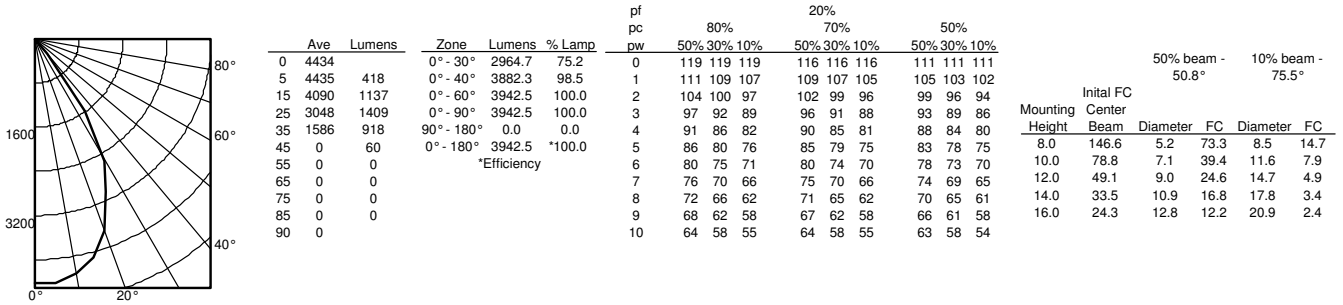 1600
3200
0°
20°
40°
60°
80°
Ave Lumens
0 4434
5 4435 418
15 4090 1137
25 3048 1409
35 1586 918
45 0 60
55 0 0
65 0 0
75 0 0
85 0 0
90 0
Zone Lumens % Lamp
0° - 30° 2964.7 75.2
0° - 40° 3882.3 98.5
0° - 60° 3942.5 100.0
0° - 90° 3942.5 100.0
90° - 180° 0.0 0.0
0° - 180° 3942.5 *100.0
*Efficiency
pf 20%
pc 80% 70% 50%
pw 50% 30% 10% 50% 30% 10% 50% 30% 10%
0 119 119 119 116 116 116 111 111 111
1 111 109 107 109 107 105 105 103 102
2 104 100 97 102 99 96 99 96 94
3 97 92 89 96 91 88 93 89 86
4 91 86 82 90 85 81 88 84 80
5 86 80 76 85 79 75 83 78 75
6 80 75 71 80 74 70 78 73 70
7 76 70 66 75 70 66 74 69 65
8 72 66 62 71 65 62 70 65 61
9 68 62 58 67 62 58 66 61 58
10 64 58 55 64 58 55 63 58 54
50% beam - 10% beam -
50.8° 75.5°
Inital FC
Mounting Center
Height Beam Diameter FC Diameter FC
8.0 146.6 5.2 73.3 8.5 14.7
10.0 78.8 7.1 39.4 11.6 7.9
12.0 49.1 9.0 24.6 14.7 4.9
14.0 33.5 10.9 16.8 17.8 3.4
16.0 24.3 12.8 12.2 20.9 2.4